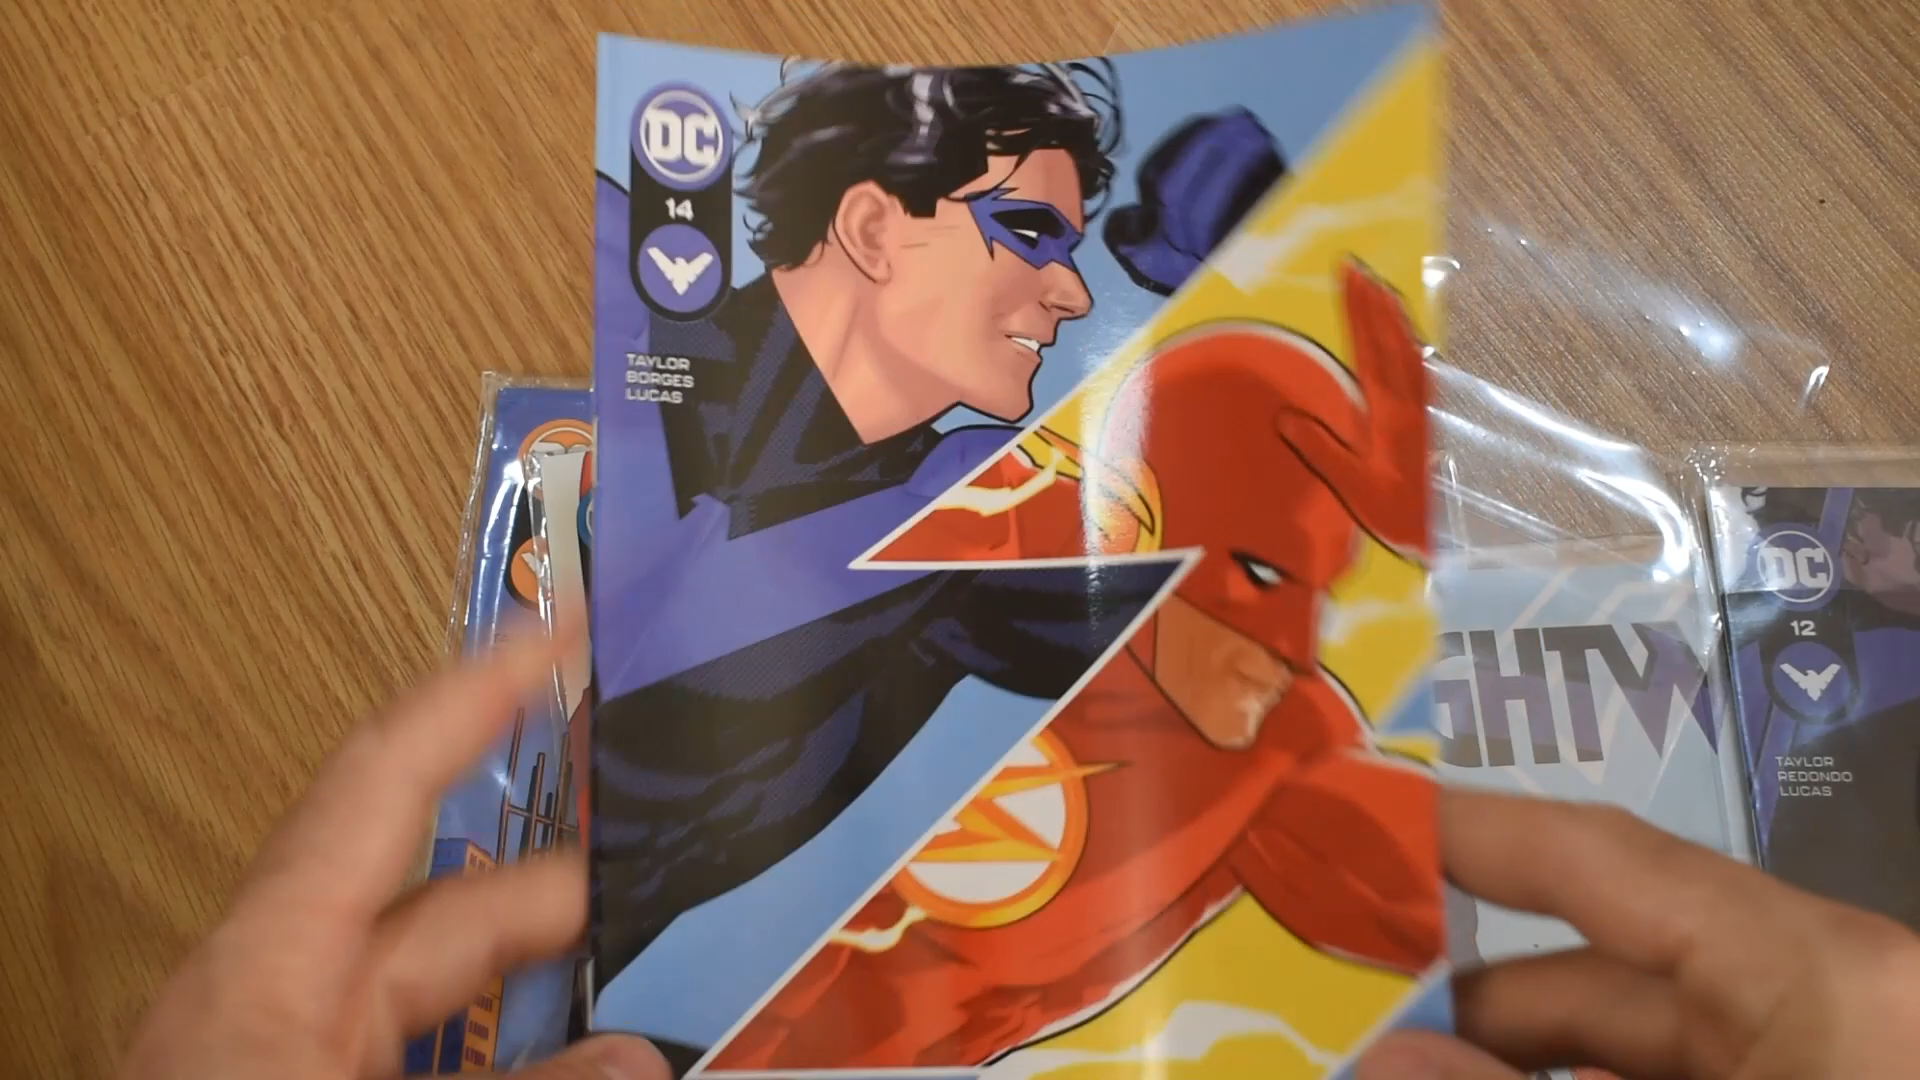 DC
14
TAYLOR
BORGES
LUCAS
GHTW
DC
12
TAYLOR
REDONDO
LUCAS